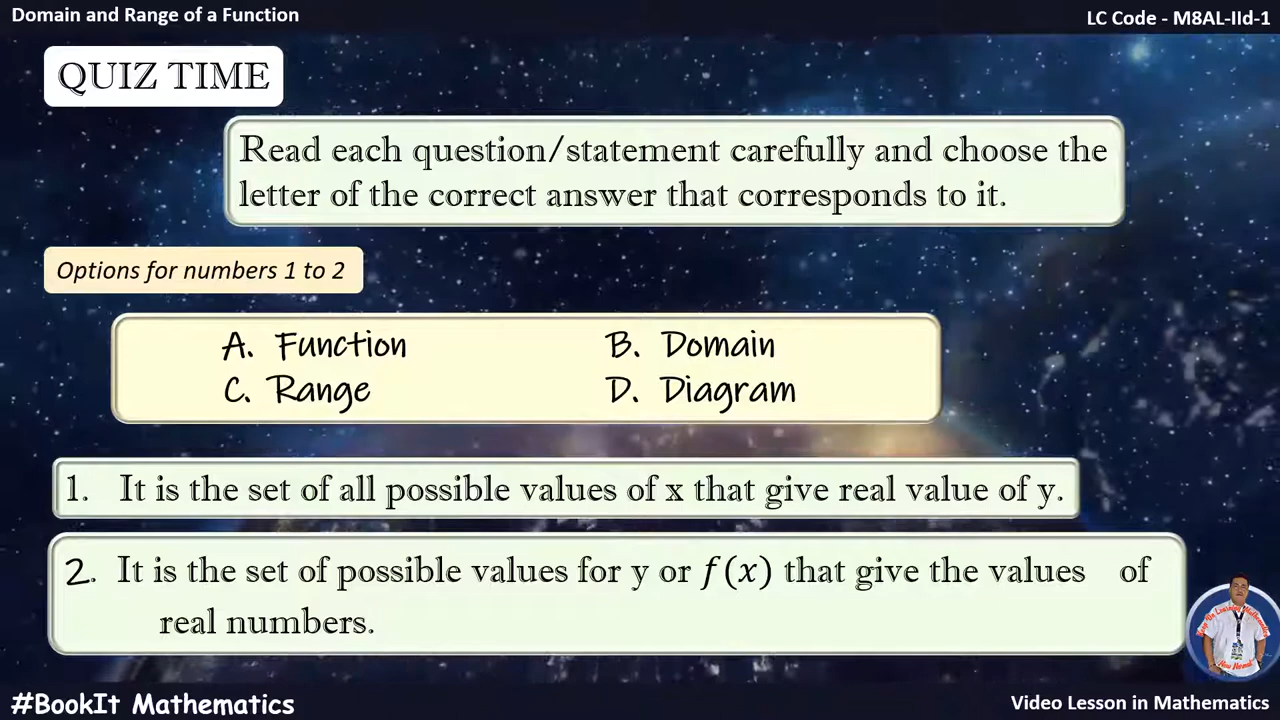 Domain and Range of a Function
LC Code - M8AL-IId-1
QUIZ TIME
Read each question/statement carefully and choose the
letter of the correct answer that corresponds to it.
Options for numbers 1 to 2
A. Function B. Domain
C. Range D. Diagram
1. It is the set of all possible values of x that give real value of y.
2. It is the set of possible values for y or f(x) that give the values of
real numbers.
#BookIt Mathematics
Video Lesson in Mathematics